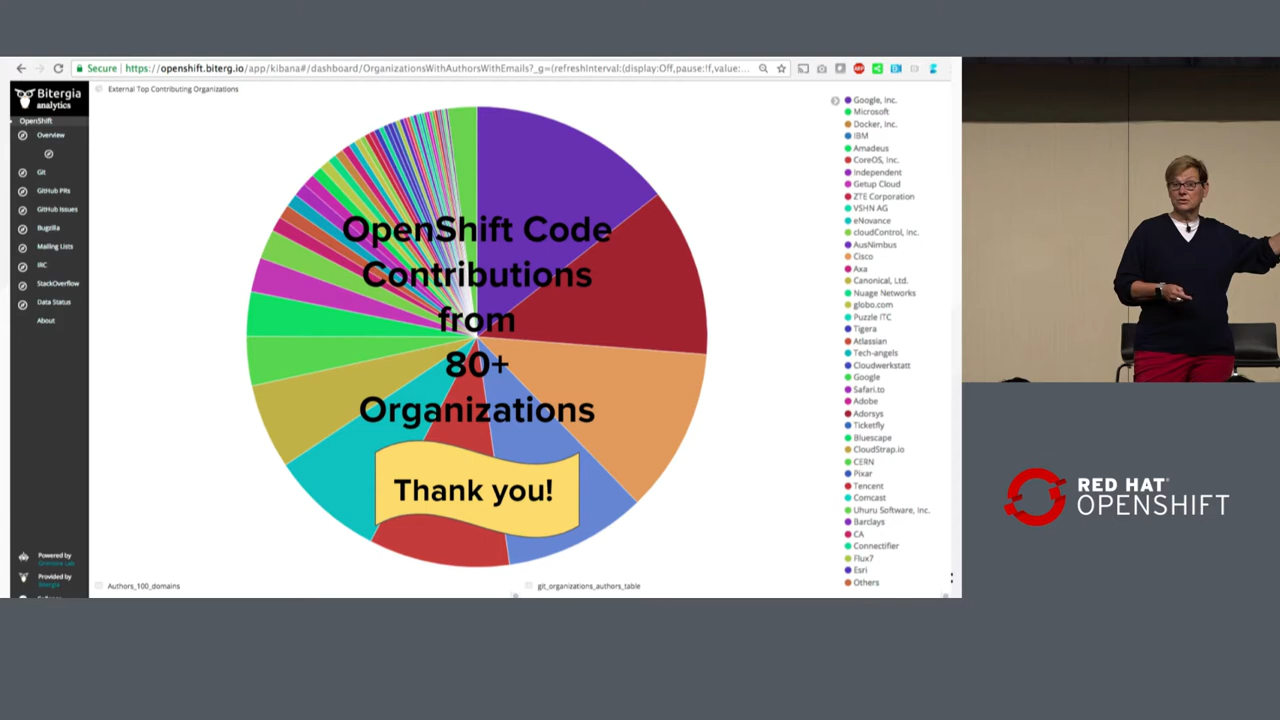 Secure
https://openshift.biterg.io/app/kibana#/dashboard/OrganizationsWithAuthorsWithEmails?_g=(refreshInterval:(display:Off,pause:!f,value:...
Bitergia
analytics
OpenShift
Overview
Git
GitHub PRs
GitHub Issues
Bugzilla
Mailing Lists
IRC
StackOverflow
Data Status
About
Powered by
Grimoire Lab
Provided by
Bitergia
External Top Contributing Organizations
OpenShift Code
Contributions
from
80+
Organizations
Thank you!
Authors_100_domains
git_organizations_authors_table
Google, Inc.
Microsoft
Docker, Inc.
IBM
Amadeus
CoreOS, Inc.
Independent
Getup Cloud
ZTE Corporation
VSHN AG
eNovance
cloudControl, Inc.
AusNimbus
Cisco
Axa
Canonical, Ltd.
Nuage Networks
globo.com
Puzzle ITC
Tigera
Atlassian
Tech-angels
Cloudwerkstatt
Google
Safari.to
Adobe
Adorsys
Ticketfly
Bluescape
CloudStrap.io
CERN
Pixar
Tencent
Comcast
Uhuru Software, Inc.
Barclays
CA
Connectifier
Flux7
Esri
Others
RED HAT®
OPENSHIFT